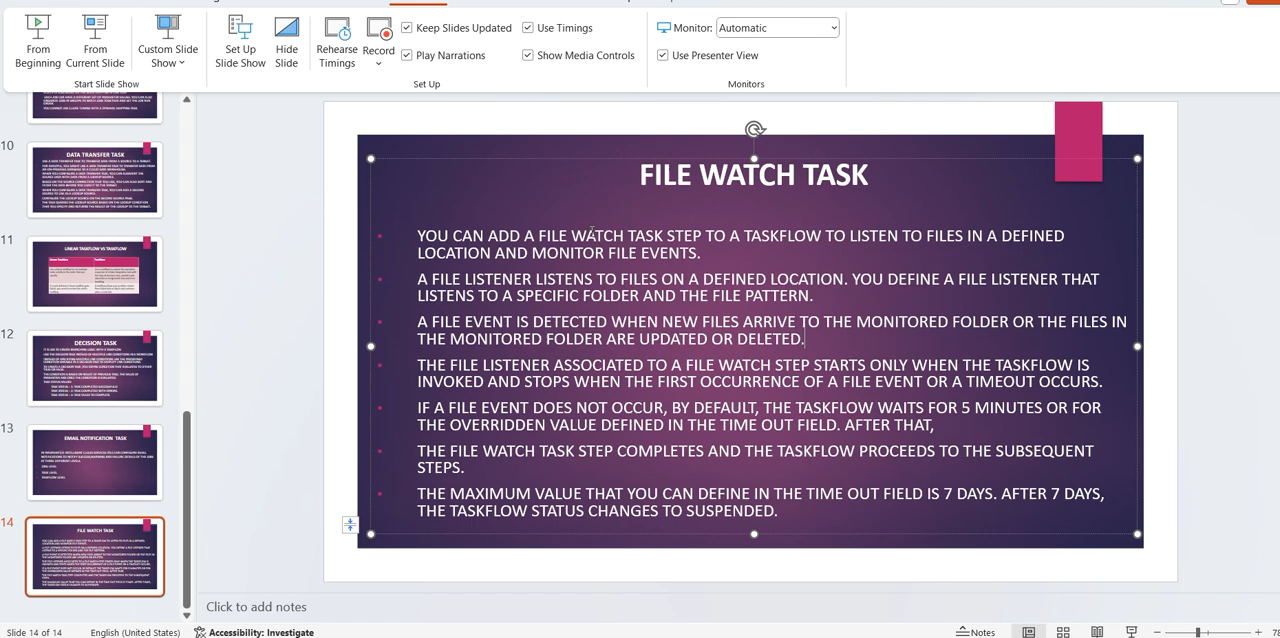 From Beginning
From Current Slide
Custom Slide Show
Set Up Slide Show
Hide Slide
Rehearse Timings
Record
Keep Slides Updated
Play Narrations
Use Timings
Show Media Controls
Monitor: Automatic
Use Presenter View
Start Slide Show
Set Up
Monitors
10
DATA TRANSFER TASK
11
LINEAR TASKFLOW VS TASKFLOW
12
DECISION TASK
13
EMAIL NOTIFICATION TASK
14
FILE WATCH TASK
FILE WATCH TASK
YOU CAN ADD A FILE WATCH TASK STEP TO A TASKFLOW TO LISTEN TO FILES IN A DEFINED
LOCATION AND MONITOR FILE EVENTS.
A FILE LISTENER LISTENS TO FILES ON A DEFINED LOCATION. YOU DEFINE A FILE LISTENER THAT
LISTENS TO A SPECIFIC FOLDER AND THE FILE PATTERN.
A FILE EVENT IS DETECTED WHEN NEW FILES ARRIVE TO THE MONITORED FOLDER OR THE FILES IN
THE MONITORED FOLDER ARE UPDATED OR DELETED.
THE FILE LISTENER ASSOCIATED TO A FILE WATCH STEP STARTS ONLY WHEN THE TASKFLOW IS
INVOKED AND STOPS WHEN THE FIRST OCCURRENCE OF A FILE EVENT OR A TIMEOUT OCCURS.
IF A FILE EVENT DOES NOT OCCUR, BY DEFAULT, THE TASKFLOW WAITS FOR 5 MINUTES OR FOR
THE OVERRIDDEN VALUE DEFINED IN THE TIME OUT FIELD. AFTER THAT,
THE FILE WATCH TASK STEP COMPLETES AND THE TASKFLOW PROCEEDS TO THE SUBSEQUENT
STEPS.
THE MAXIMUM VALUE THAT YOU CAN DEFINE IN THE TIME OUT FIELD IS 7 DAYS. AFTER 7 DAYS,
THE TASKFLOW STATUS CHANGES TO SUSPENDED.
Click to add notes
Slide 14 of 14
English (United States)
Accessibility: Investigate
Notes